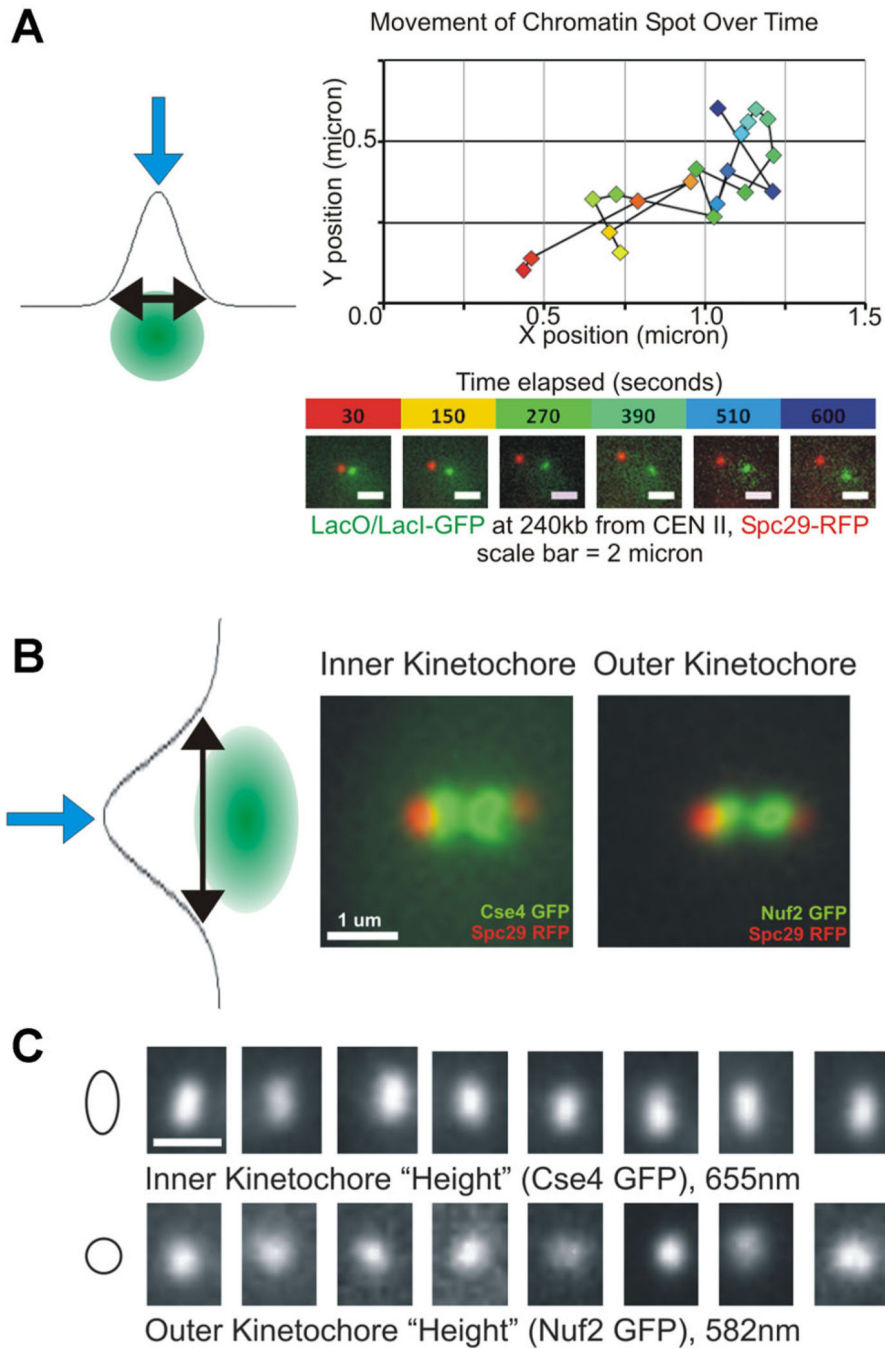 A
Movement of Chromatin Spot Over Time
Y position (micron)
0.5
0.0
0.5
1.0
1.5
X position (micron)
Time elapsed (seconds)
30 150 270 390 510 600
LacO/LacI-GFP at 240kb from CEN II, Spc29-RFP
scale bar = 2 micron
B
Inner Kinetochore
Outer Kinetochore
1 um
Cse4 GFP
Spc29 RFP
Nuf2 GFP
Spc29 RFP
C
Inner Kinetochore “Height” (Cse4 GFP), 655nm
Outer Kinetochore “Height” (Nuf2 GFP), 582nm